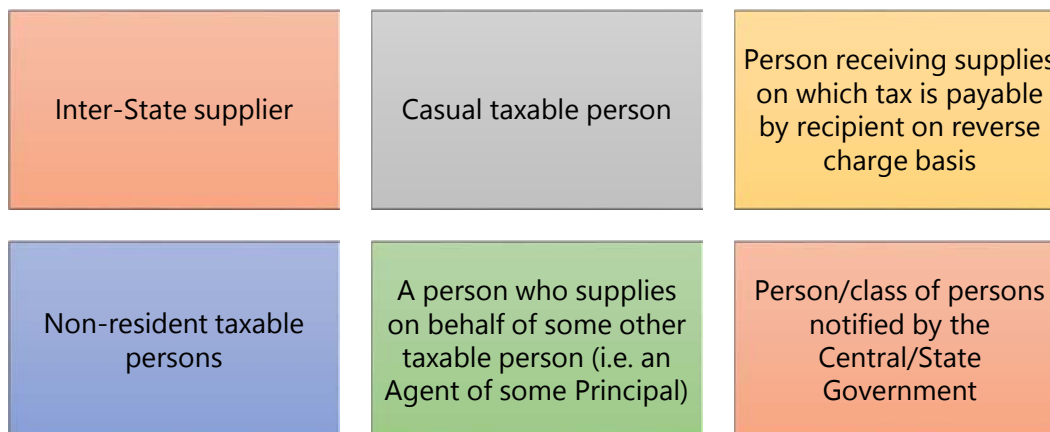 Inter-State supplier
Casual taxable person
Person receiving supplies
on which tax is payable
by recipient on reverse
charge basis
Non-resident taxable
persons
A person who supplies
on behalf of some other
taxable person (i.e. an
Agent of some Principal)
Person/class of persons
notified by the
Central/State
Government